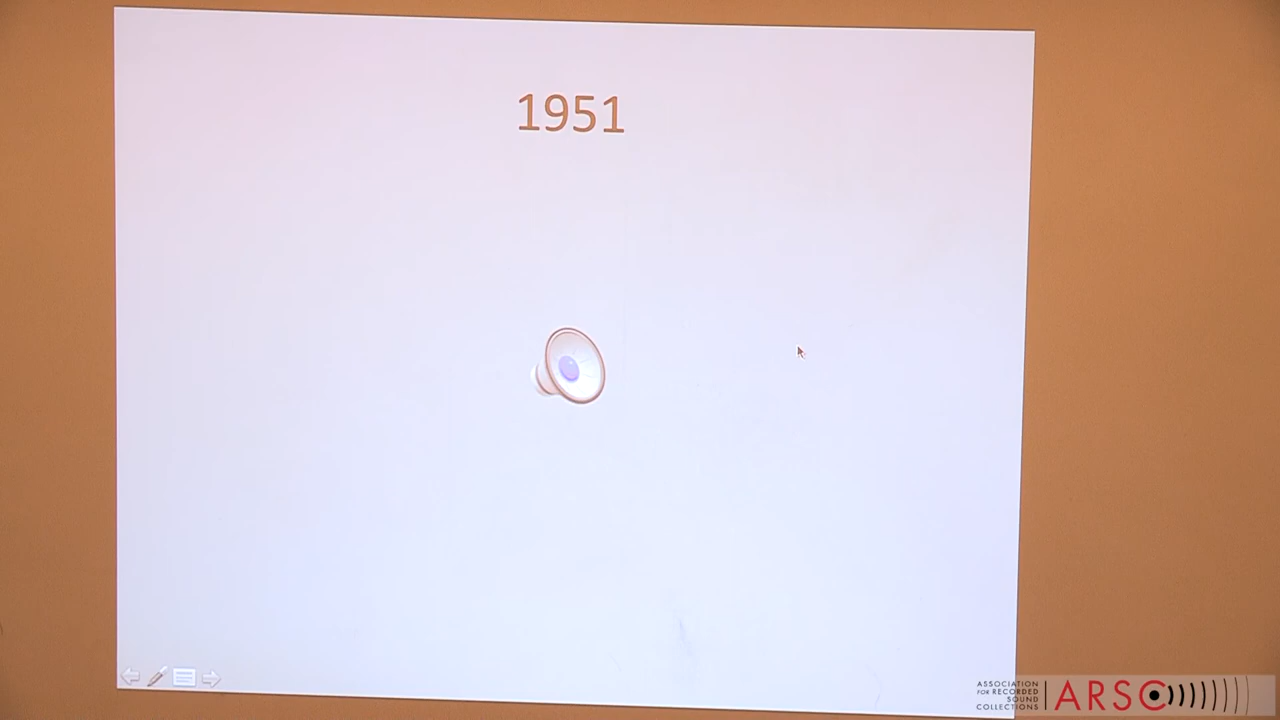 1951
ASSOCIATION
FOR RECORDED
SOUND
COLLECTIONS
ARSC